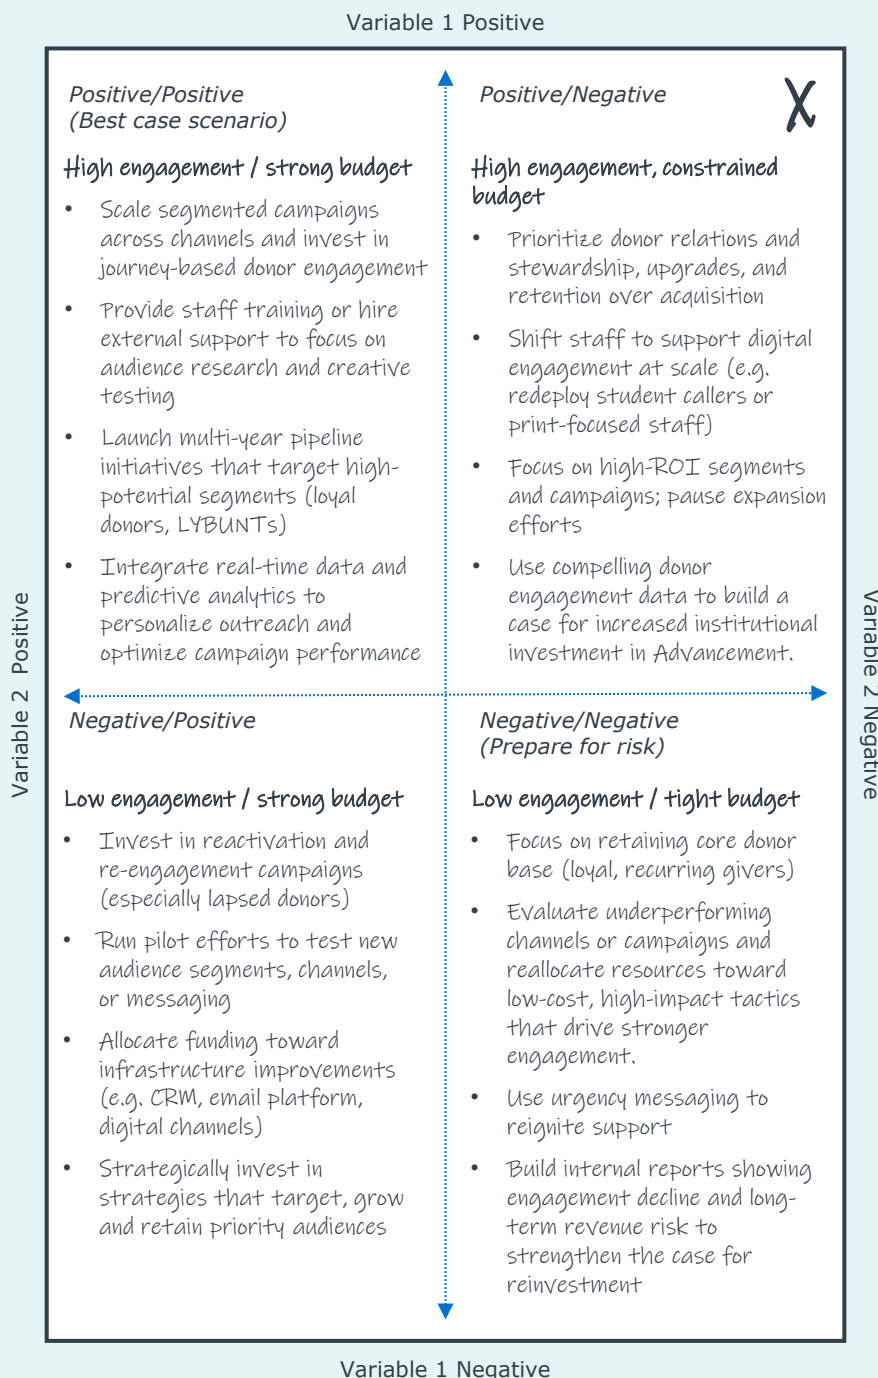 Variable 1 Positive
Positive/Positive
(Best case scenario)
High engagement / strong budget
• Scale segmented campaigns
across channels and invest in
journey-based donor engagement
• Provide staff training or hire
external support to focus on
audience research and creative
testing
• Launch multi-year pipeline
initiatives that target high-
potential segments (loyal
donors, LYBUNTs)
• Integrate real-time data and
predictive analytics to
personalize outreach and
optimize campaign performance
Positive/Negative
X
High engagement, constrained
budget
• Prioritize donor relations and
stewardship, upgrades, and
retention over acquisition
• Shift staff to support digital
engagement at scale (e.g.
redeploy student callers or
print-focused staff)
• Focus on high-ROI segments
and campaigns; pause expansion
efforts
• Use compelling donor
engagement data to build a
case for increased institutional
investment in Advancement.
Variable 2 Positive
Variable 2 Negative
Negative/Positive
Low engagement / strong budget
• Invest in reactivation and
re-engagement campaigns
(especially lapsed donors)
• Run pilot efforts to test new
audience segments, channels,
or messaging
• Allocate funding toward
infrastructure improvements
(e.g. CRM, email platform,
digital channels)
• Strategically invest in
strategies that target, grow
and retain priority audiences
Negative/Negative
(Prepare for risk)
Low engagement / tight budget
• Focus on retaining core donor
base (loyal, recurring givers)
• Evaluate underperforming
channels or campaigns and
reallocate resources toward
low-cost, high-impact tactics
that drive stronger
engagement.
• Use urgency messaging to
reignite support
• Build internal reports showing
engagement decline and long-
term revenue risk to
strengthen the case for
reinvestment
Variable 1 Negative